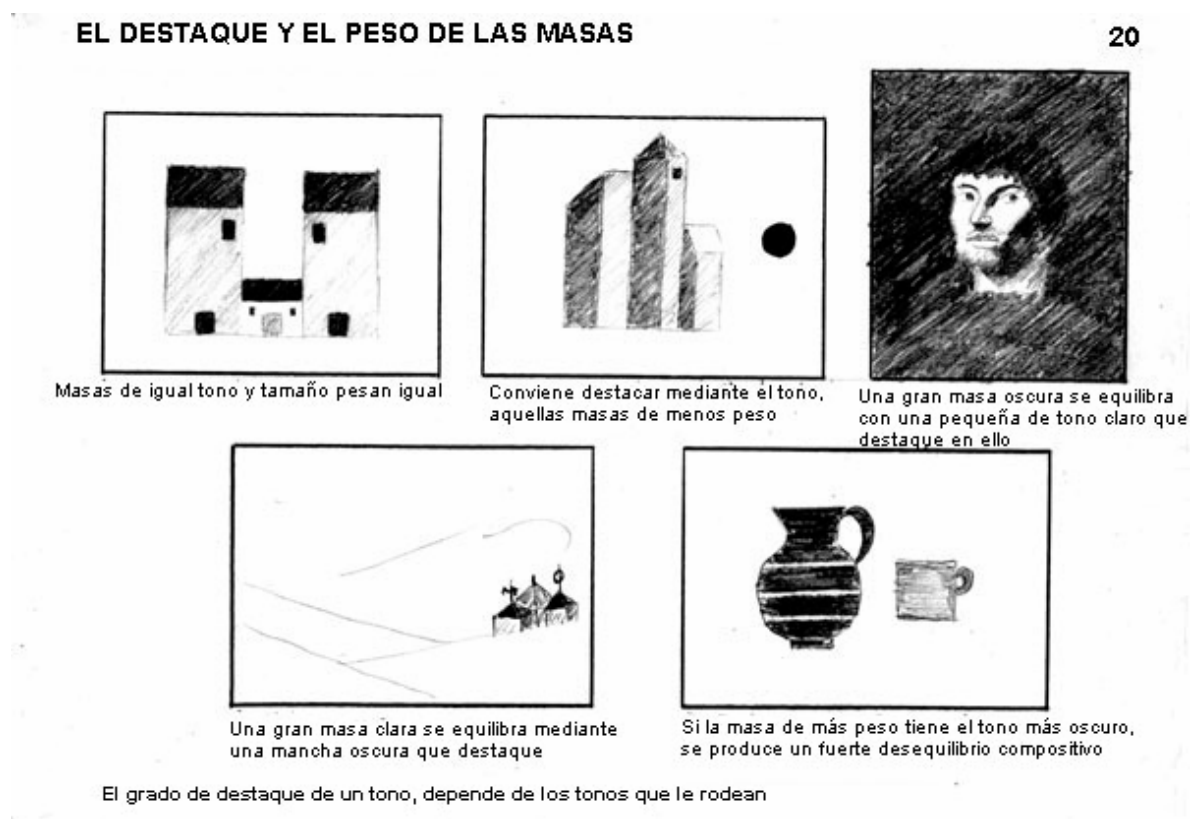 EL DESTAQUE Y EL PESO DE LAS MASAS
20
Masas de igual tono y tamaño pesan igual
Conviene destacar mediante el tono,
aquellas masas de menos peso
Una gran masa oscura se equilibra
con una pequeña de tono claro que
destaque en ello
Una gran masa clara se equilibra mediante
una mancha oscura que destaque
Si la masa de más peso tiene el tono más oscuro,
se produce un fuerte desequilibrio compositivo
El grado de destaque de un tono, depende de los tonos que le rodean